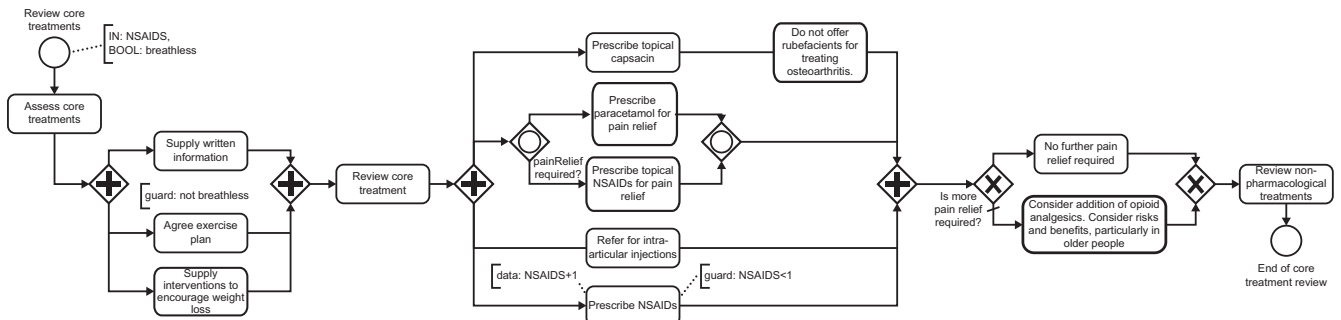 Review core
treatments
IN: NSAIDS,
BOOL: breathless
Assess core
treatments
Supply written
information
guard: not breathless
Agree exercise
plan
Supply
interventions to
encourage weight
loss
Review core
treatment
Prescribe topical
capsacin
Do not offer
rubefacients for
treating
osteoarthritis.
Prescribe
paracetamol for
pain relief
painRelief
required?
Prescribe topical
NSAIDs for pain
relief
Refer for intra-
articular injections
data: NSAIDS+1
guard: NSAIDS<1
Prescribe NSAIDs
Is more
pain relief
required?
No further pain
relief required
Consider addition of opioid
analgesics. Consider risks
and benefits, particularly in
older people
Review non-
pharmacological
treatments
End of core
treatment review